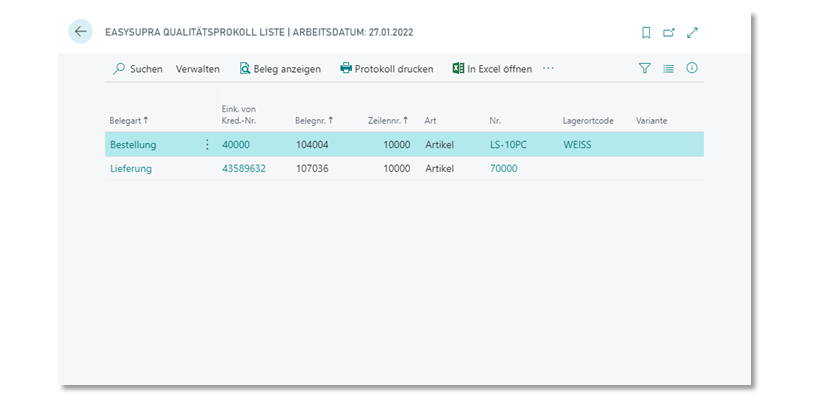 EASYSUPRA QUALITÄTSPROKOLL LISTE | ARBEITSDATUM: 27.01.2022
Suchen Verwalten Beleg anzeigen Protokoll drucken In Excel öffnen ···
Belegart ↑ Eink. von Kred.-Nr. Belegnr. ↑ Zeilennr. ↑ Art Nr. Lagerortcode Variante
Bestellung 40000 104004 10000 Artikel LS-10PC WEISS
Lieferung 43589632 107036 10000 Artikel 70000